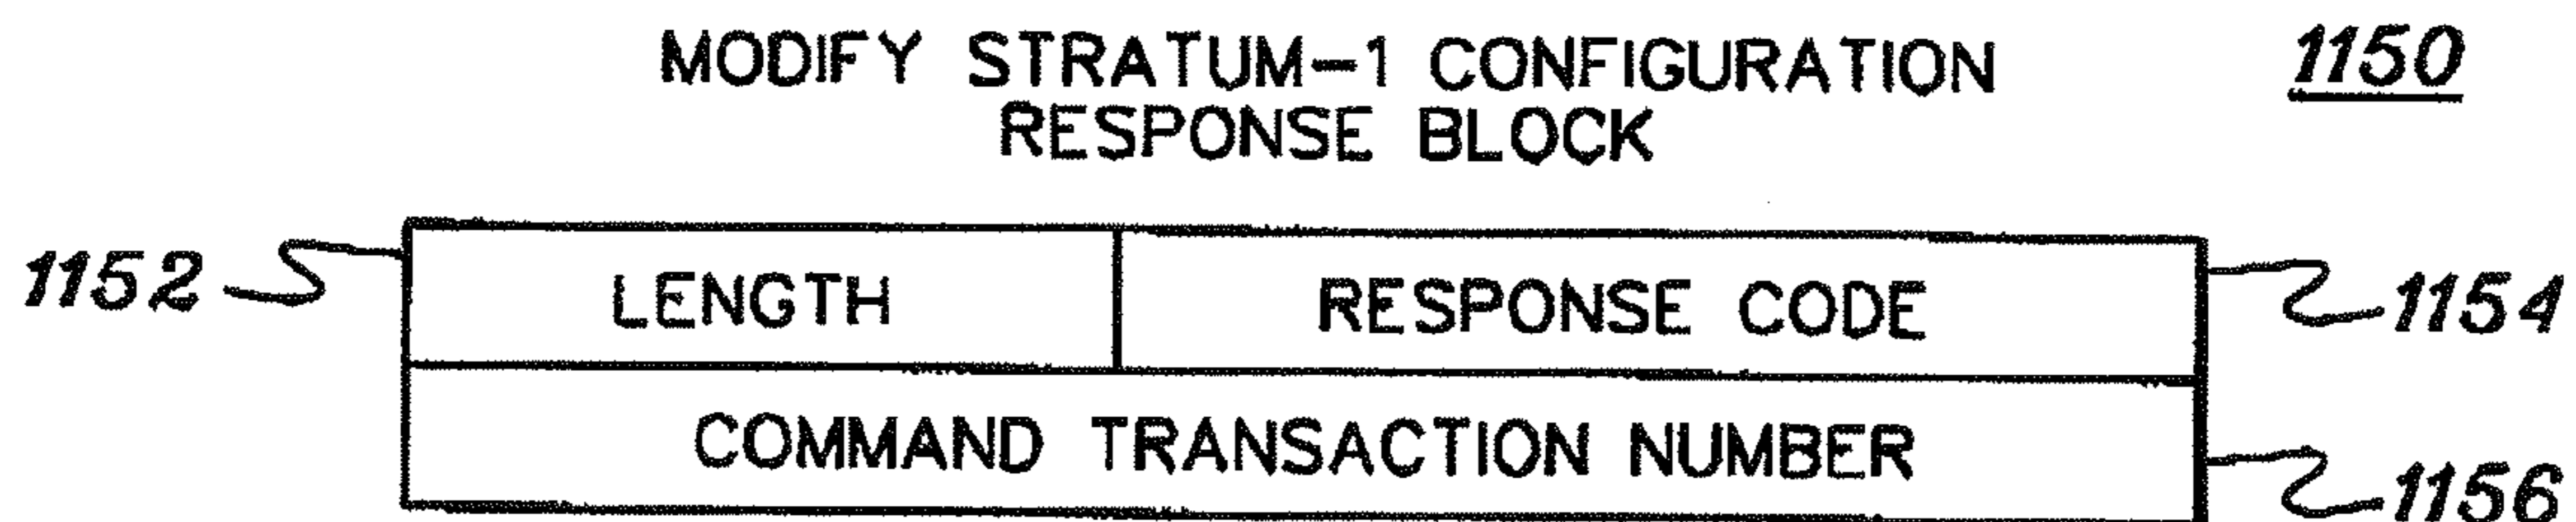 MODIFY STRATUM-1 CONFIGURATION 1150
RESPONSE BLOCK
1152 LENGTH RESPONSE CODE 1154
COMMAND TRANSACTION NUMBER 1156